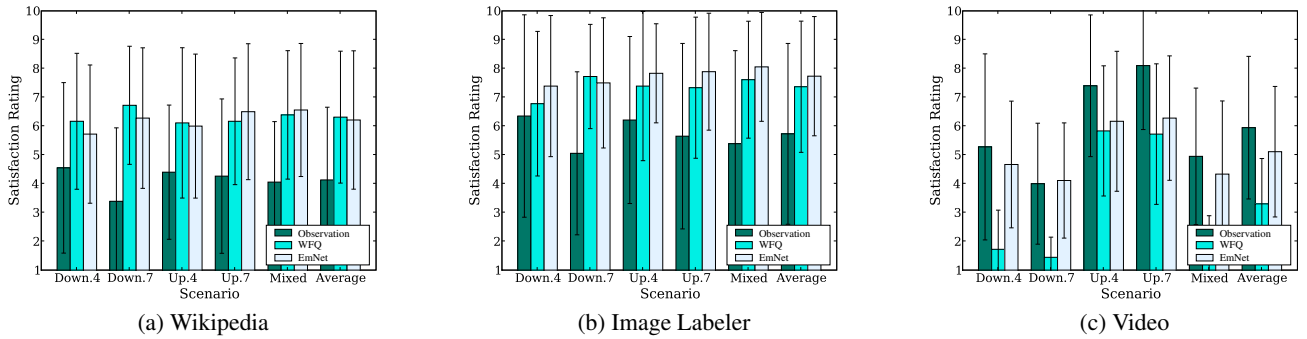 10
9
8
7
6
5
4
3
2
1
Satisfaction Rating
Down.4 Down.7 Up.4 Up.7 Mixed Average
Scenario
Observation
WFQ
EmNet
(a) Wikipedia
10
9
8
7
6
5
4
3
2
1
Satisfaction Rating
Down.4 Down.7 Up.4 Up.7 Mixed Average
Scenario
Observation
WFQ
EmNet
(b) Image Labeler
10
9
8
7
6
5
4
3
2
1
Satisfaction Rating
Down.4 Down.7 Up.4 Up.7 Mixed Average
Scenario
Observation
WFQ
EmNet
(c) Video